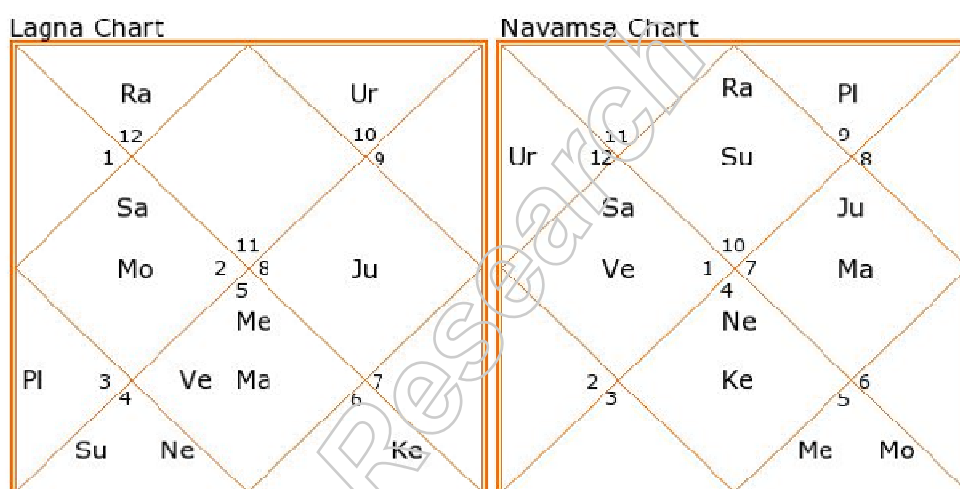 Lagna Chart Navamsa Chart
Ra Ur Ra Pl
12 10 11 9
1 9 Ur 12 Su 8
Sa Sa Ju
11 10
Mo 2 8 Ju Ve 1 7 Ma
5 4
Me Ne
Pl 3 Ve Ma 7 2 Ke 6
4 6 3 5
Su Ne Ke Me Mo
Research